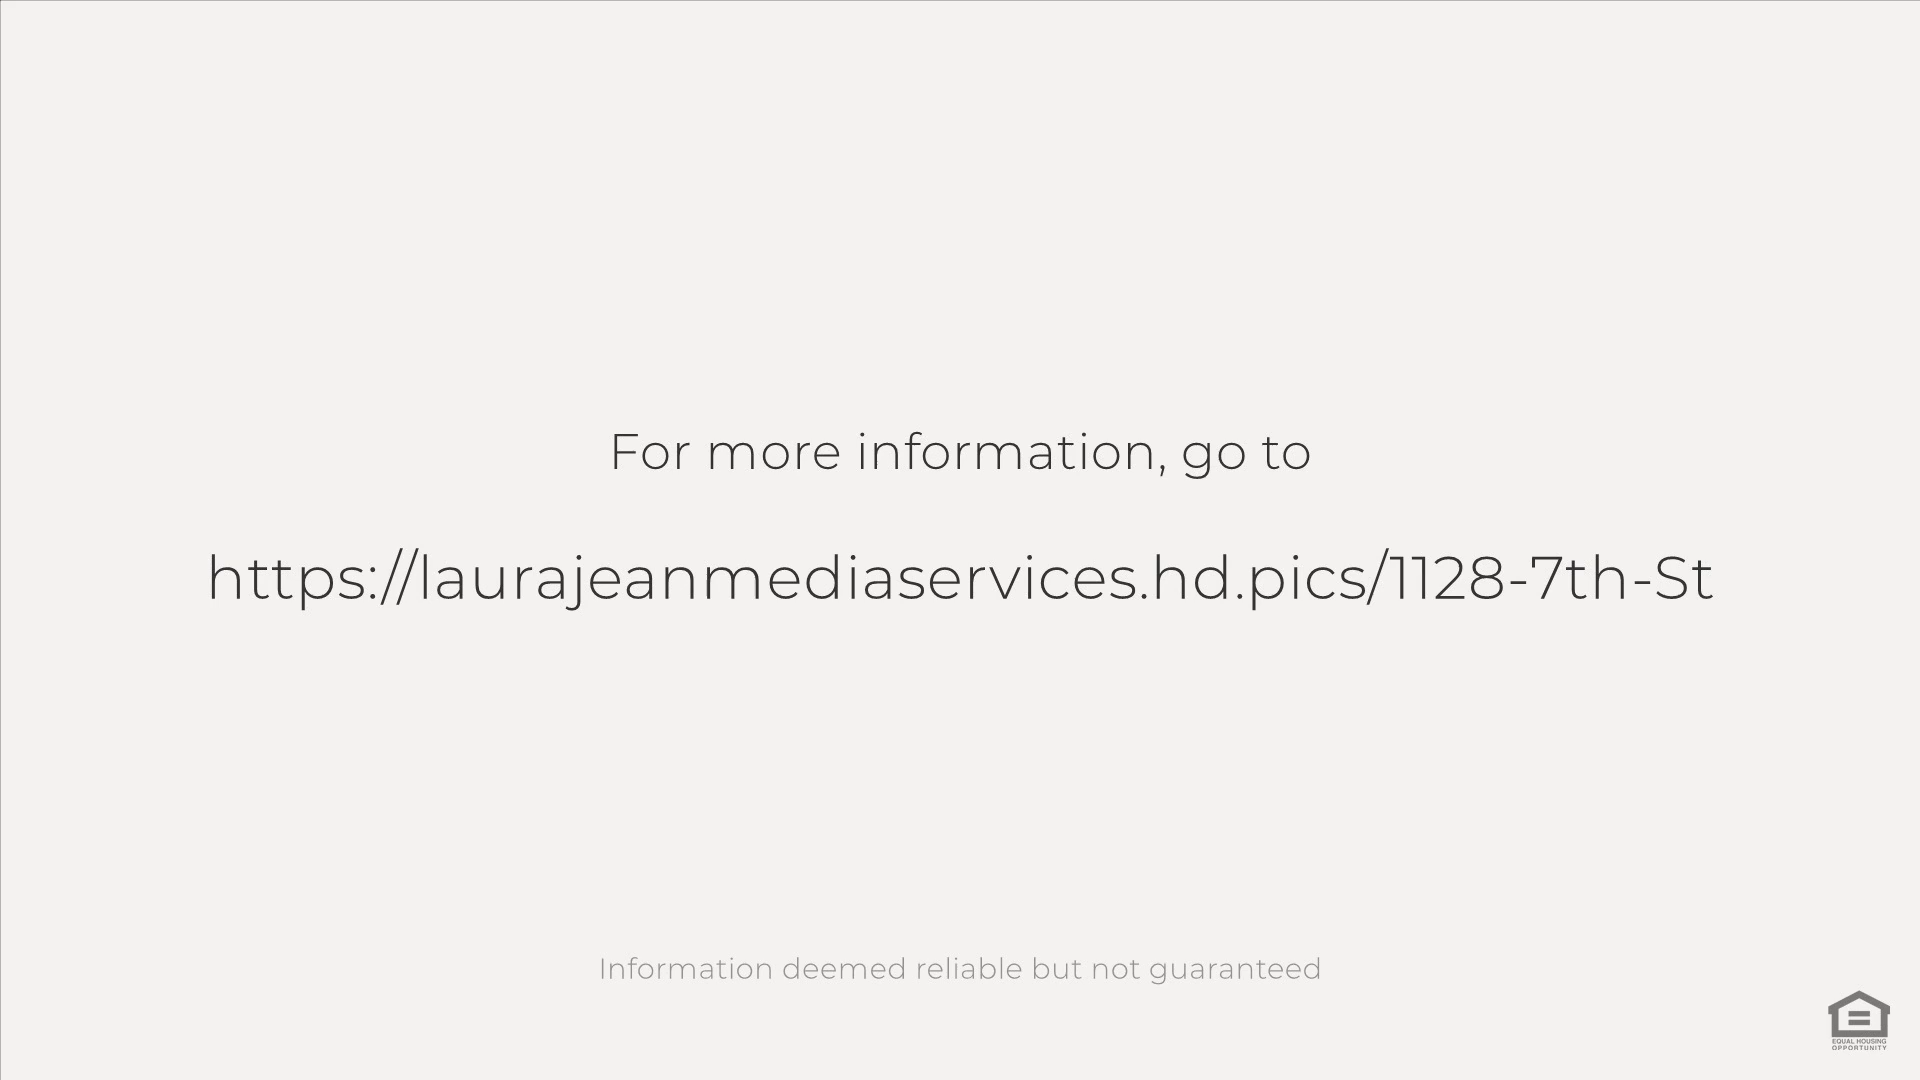 For more information, go to
https://laurajeanmediaservices.hd.pics/1128-7th-St
Information deemed reliable but not guaranteed
EQUAL HOUSING
OPPORTUNITY